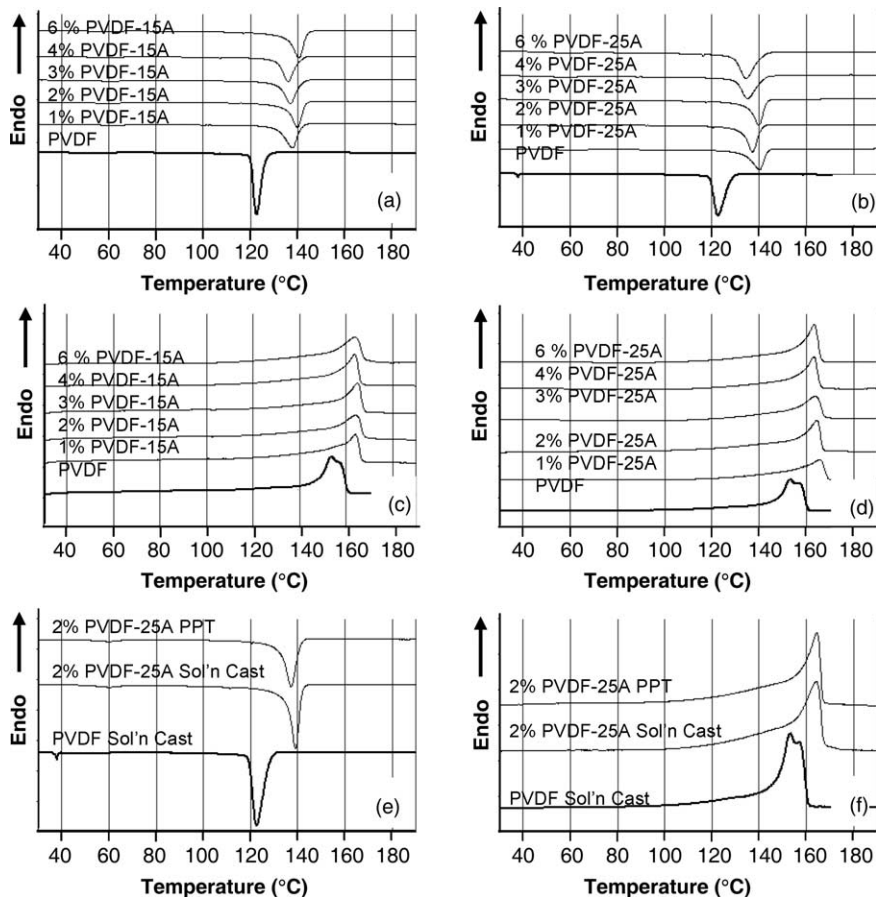 Endo
6 % PVDF-15A
4% PVDF-15A
3% PVDF-15A
2% PVDF-15A
1% PVDF-15A
PVDF
(a)
40 60 80 100 120 140 160 180
Temperature (°C)
Endo
6 % PVDF-25A
4% PVDF-25A
3% PVDF-25A
2% PVDF-25A
1% PVDF-25A
PVDF
(b)
40 60 80 100 120 140 160 180
Temperature (°C)
Endo
6 % PVDF-15A
4% PVDF-15A
3% PVDF-15A
2% PVDF-15A
1% PVDF-15A
PVDF
(c)
40 60 80 100 120 140 160 180
Temperature (°C)
Endo
6 % PVDF-25A
4% PVDF-25A
3% PVDF-25A
2% PVDF-25A
1% PVDF-25A
PVDF
(d)
40 60 80 100 120 140 160 180
Temperature (°C)
Endo
2% PVDF-25A PPT
2% PVDF-25A Sol'n Cast
PVDF Sol'n Cast
(e)
40 60 80 100 120 140 160 180
Temperature (°C)
Endo
2% PVDF-25A PPT
2% PVDF-25A Sol'n Cast
PVDF Sol'n Cast
(f)
40 60 80 100 120 140 160 180
Temperature (°C)